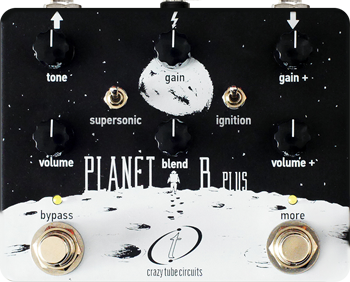 tone
gain
gain +
supersonic
ignition
volume
blend
volume +
PLANET B PLUS
bypass
more
crazy tube circuits